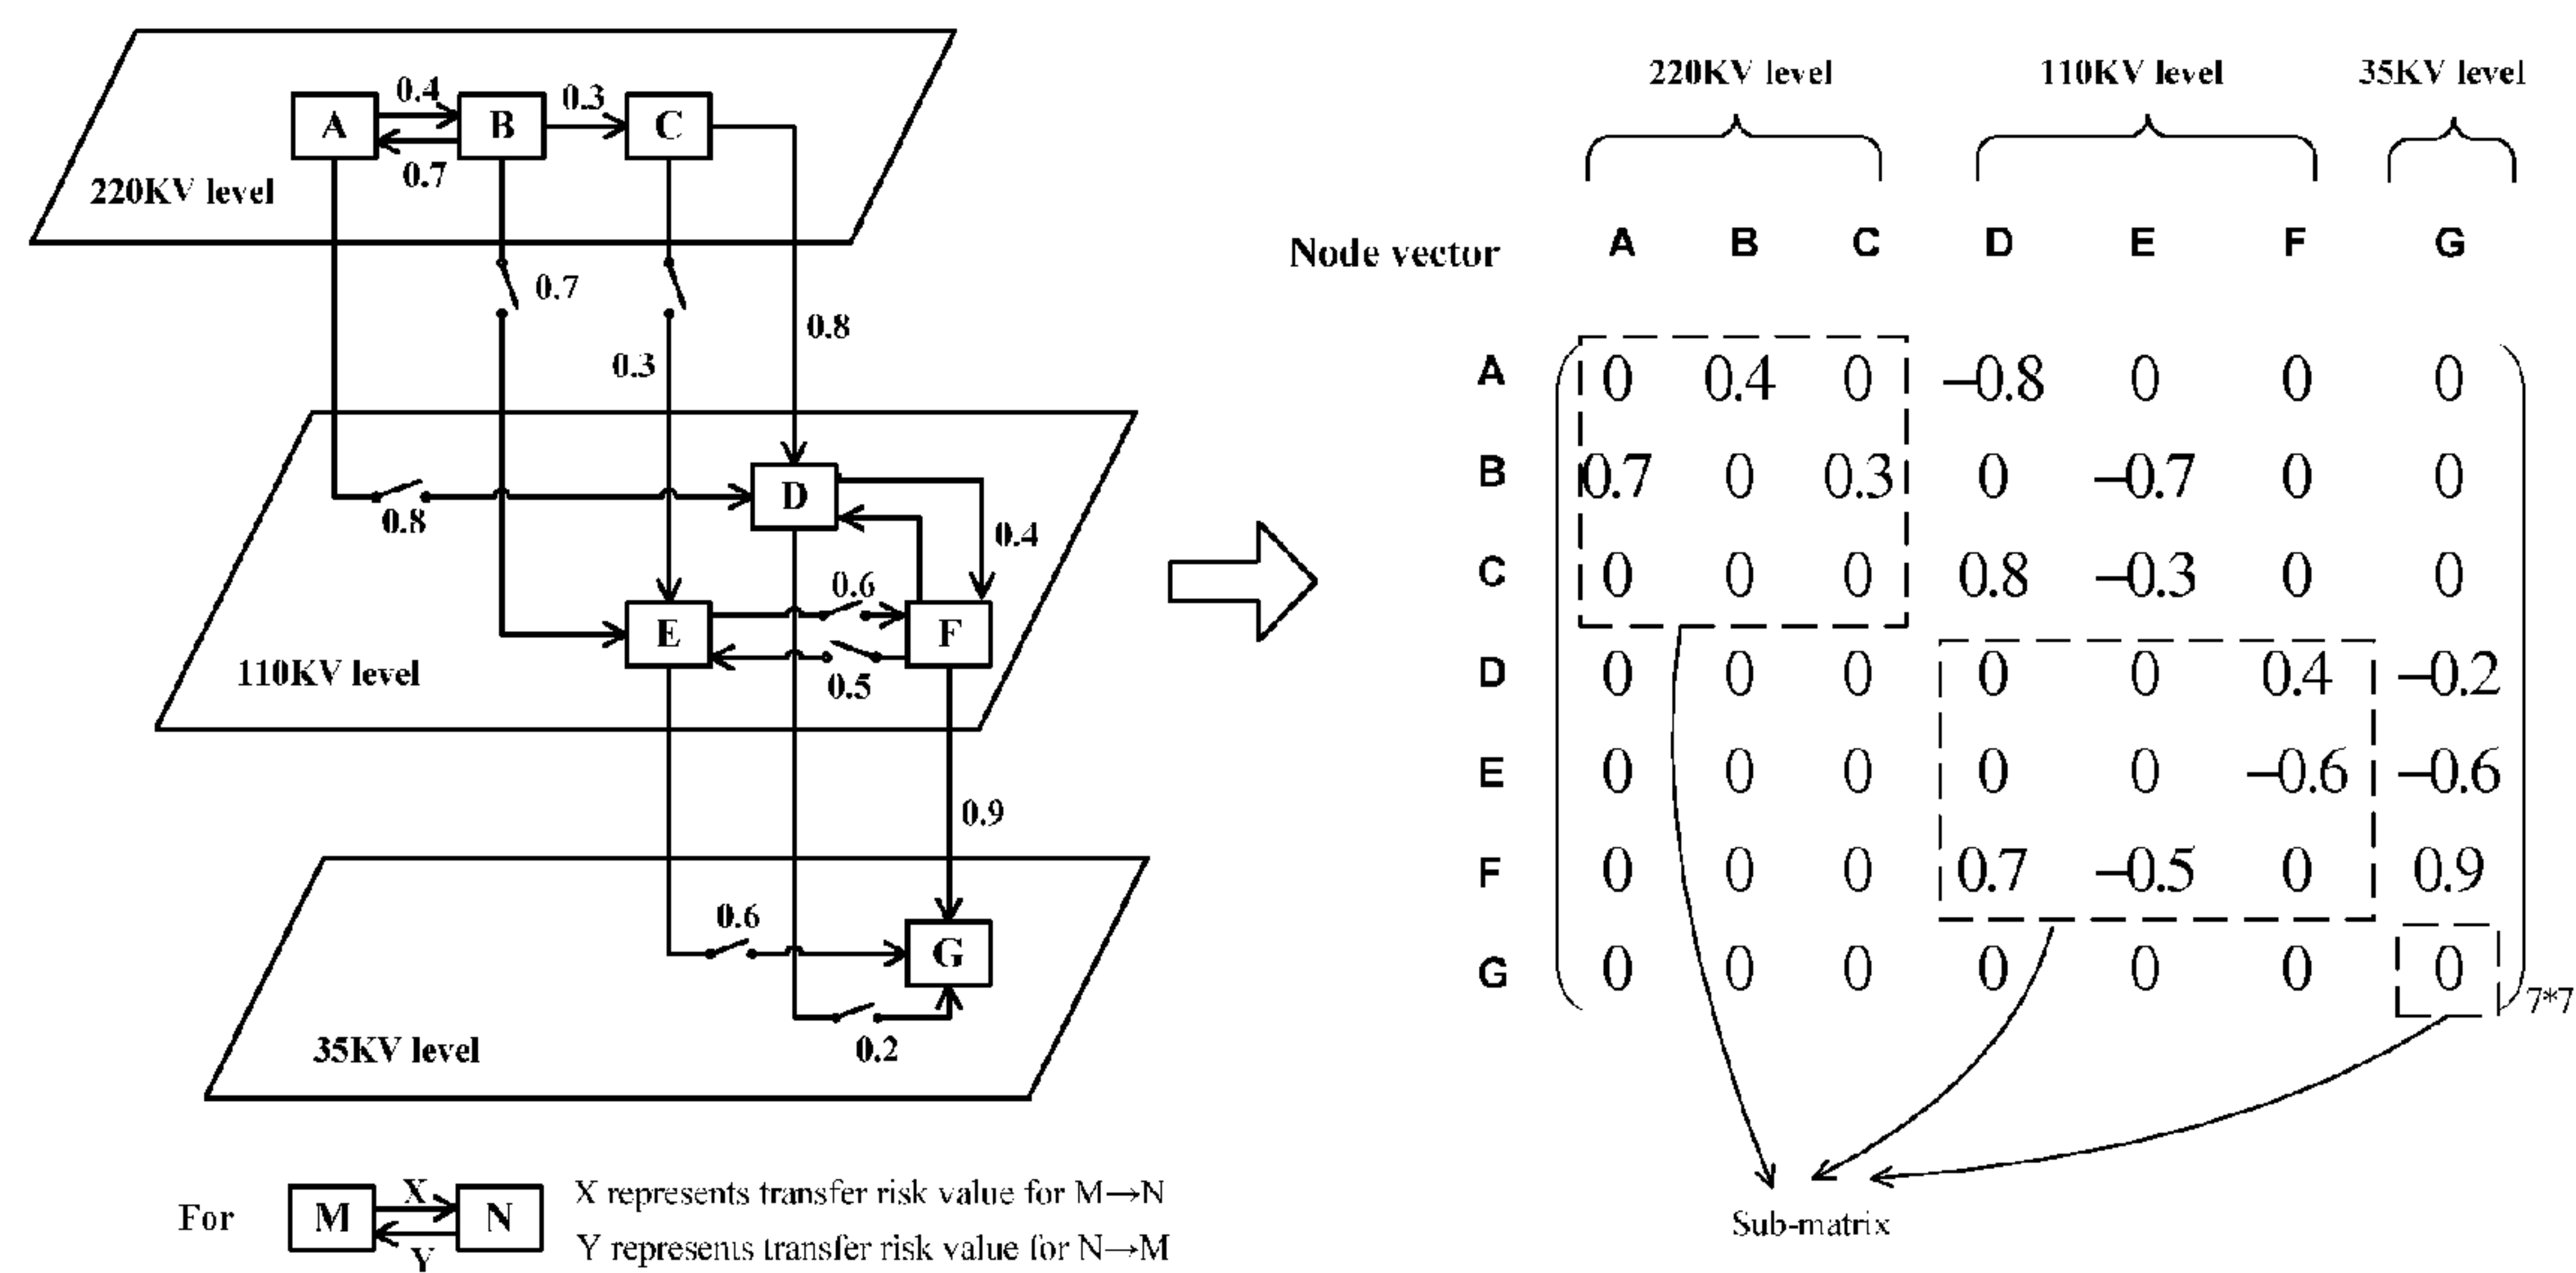 0.4
A
B
0.3
C
0.7
220KV level
0.7
0.8
0.3
D
0.8
0.4
0.6
E
F
0.5
110KV level
0.9
0.6
G
0.2
35KV level
For
M
X
N
Y
X represents transfer risk value for M→N
Y represents transfer risk value for N→M
220KV level 110KV level 35KV level
Node vector A B C D E F G
A 0 0.4 0 –0.8 0 0 0
B 0.7 0 0.3 0 –0.7 0 0
C 0 0 0 0.8 –0.3 0 0
D 0 0 0 0 0 0.4 –0.2
E 0 0 0 0 0 –0.6 –0.6
F 0 0 0 0.7 –0.5 0 0.9
G 0 0 0 0 0 0 0
7*7
Sub-matrix